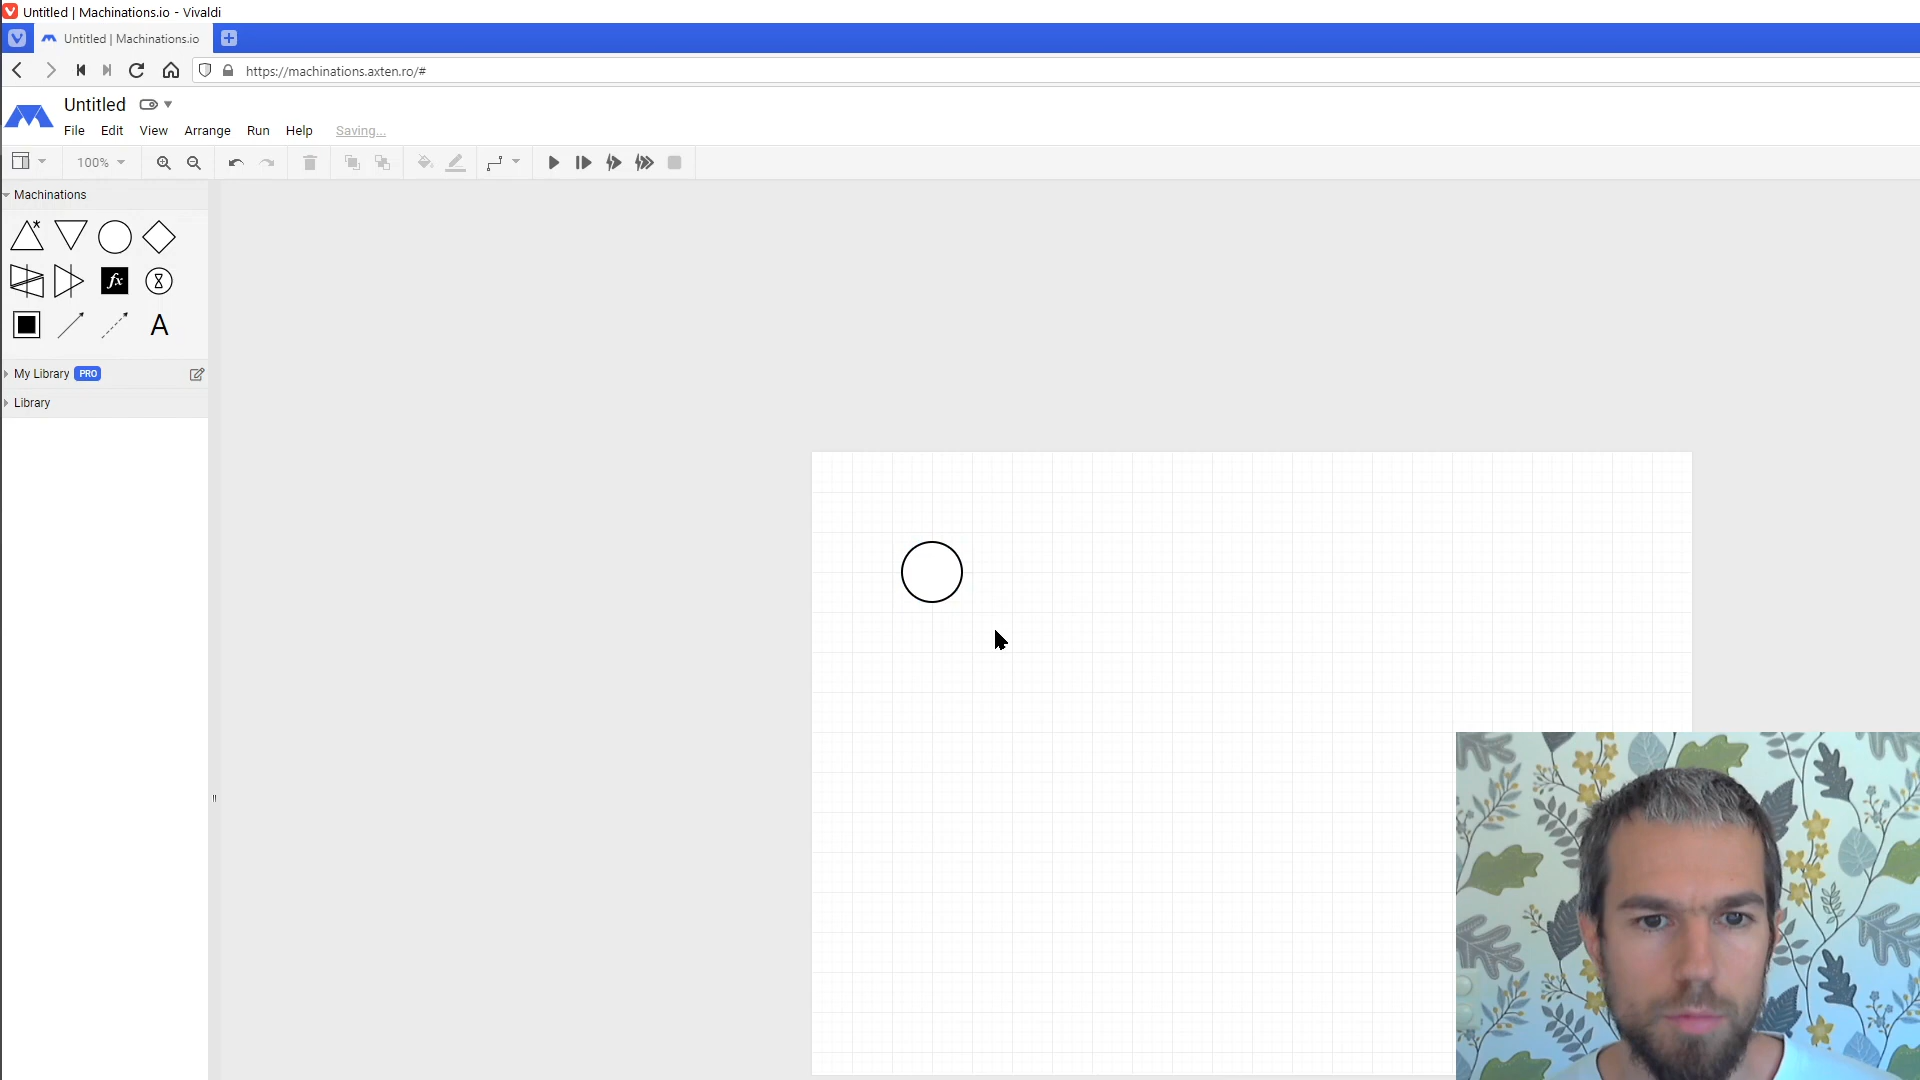 Untitled | Machinations.io - Vivaldi
Untitled | Machinations.io
https://machinations.axten.ro/#
Untitled
File Edit View Arrange Run Help Saving...
100%
Machinations
fx
A
My Library PRO
Library